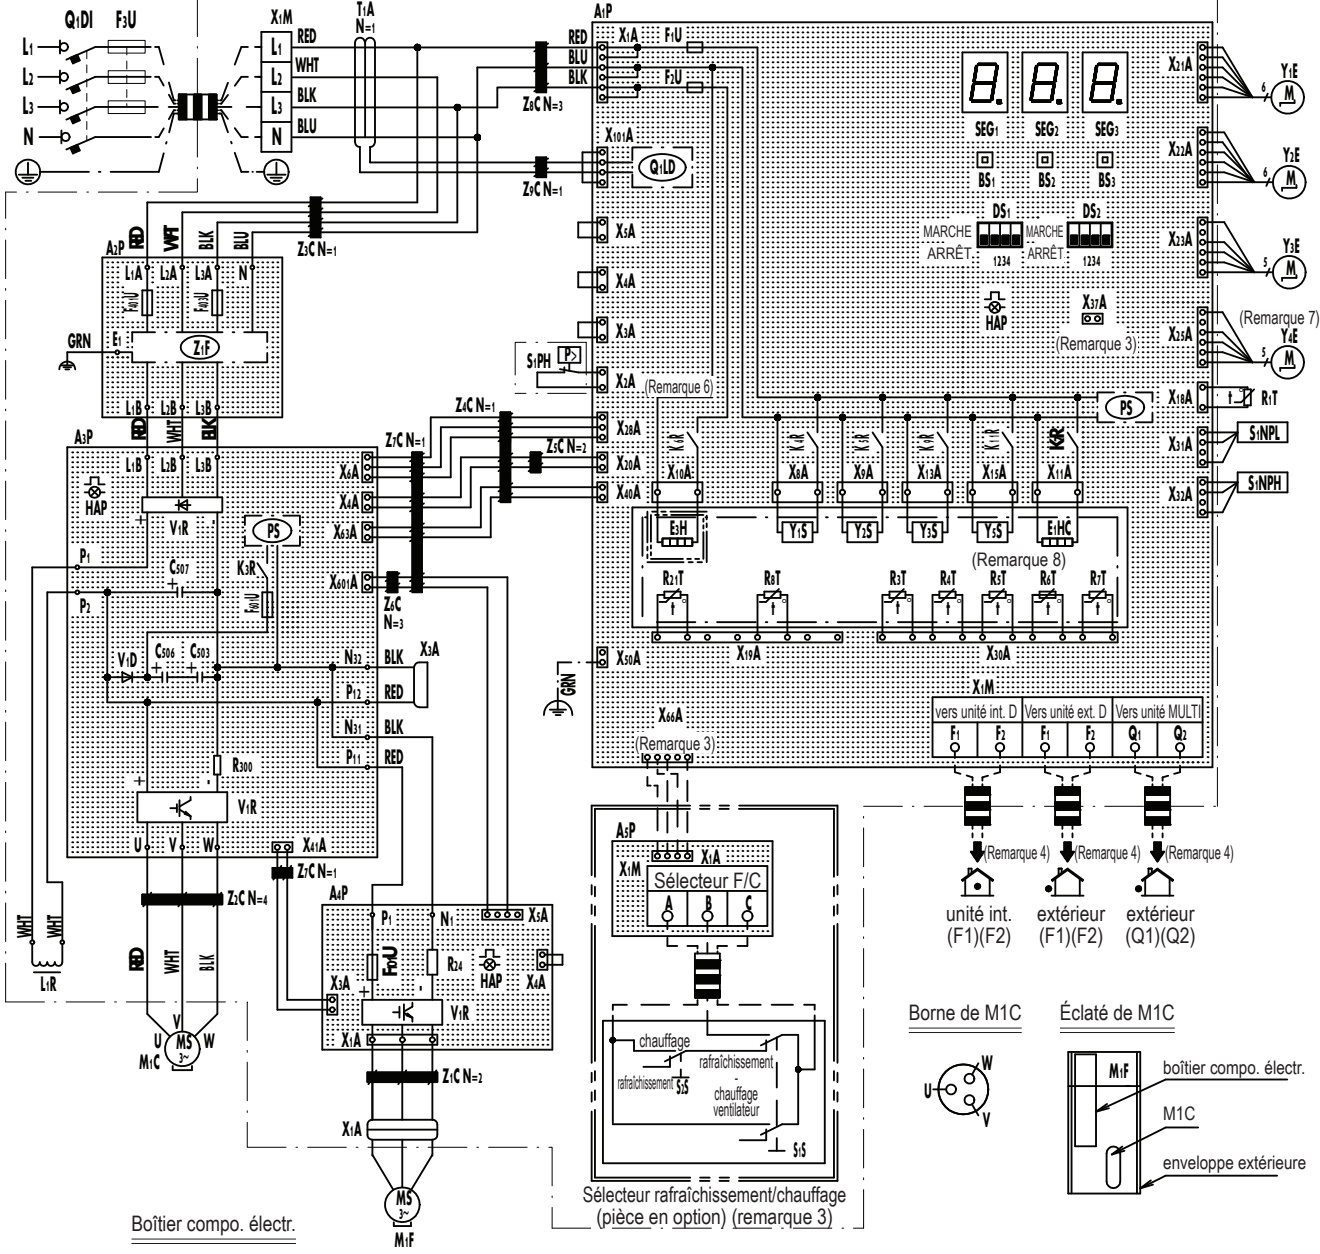 Q1DI F3U X1M T1A N=1
L1 L1 RED
L2 L2 WHT
L3 L3 BLK
N N BLU
A1P
RED X1A F1U
BLU
BLK F2U
Z8C N=3
X101A
Q1LD
Z9C N=1
SEG1 SEG2 SEG3
BS1 BS2 BS3
DS1 DS2
MARCHE MARCHE
ARRÊT. ARRÊT.
1234 1234
HAP X37A
(Remarque 3)
X21A 6 Y1E M
X22A 6 Y2E M
X23A 5 Y3E M
(Remarque 7)
X25A 5 Y4E M
X18A t R1T
X31A S1NPL
X32A S1NPH
A2P RED WHT BLK BLU
Z3C N=1
L1A L2A L3A N
F401U F403U
GRN E1 Z1F
L1B L2B L3B
RED WHT BLK
X5A
X4A
X3A
S1PH P>
X2A (Remarque 6)
PS
Z4C N=1
X28A
Z7C N=1
Z5C N=2
X20A
X40A
X10A X8A X9A X13A X15A X11A
E3H Y1S Y2S Y3S Y5S E1HC
(Remarque 8)
R21T R8T R3T R4T R5T R6T R7T
t t t t t t t
X19A X30A
A3P
L1B L2B L3B
HAP
V1R
X6A
X4A
X63A
X601A
Z6C
N=3
PS
K3R
F601U
P1
P2
C507
V1D C506 C503
N32 BLK X3A
P12 RED
N31 BLK
P11 RED
R300
V1R
U V W
X41A
Z7C N=1
Z2C N=4
WHT WHT
L1R
RED WHT BLK
U V W
MS
3~
M1C
A4P
P1 N1 X5A
R24 HAP X4A
X3A
V1R
X1A
Z1C N=2
X1A
MS
3~
M1F
Boîtier compo. électr.
X50A
GRN
X66A
(Remarque 3)
X1M
vers unité int. D Vers unité ext. D Vers unité MULTI
F1 F2 F1 F2 Q1 Q2
(Remarque 4) (Remarque 4) (Remarque 4)
unité int. extérieur extérieur
(F1)(F2) (F1)(F2) (Q1)(Q2)
A5P
X1M X1A
Sélecteur F/C
A B C
chauffage
rafraîchissement
rafraîchissement
S2S
-
chauffage
ventilateur
S1S
Sélecteur rafraîchissement/chauffage
(pièce en option) (remarque 3)
Borne de M1C
U W V
Éclaté de M1C
M1F
boîtier compo. électr.
M1C
enveloppe extérieure